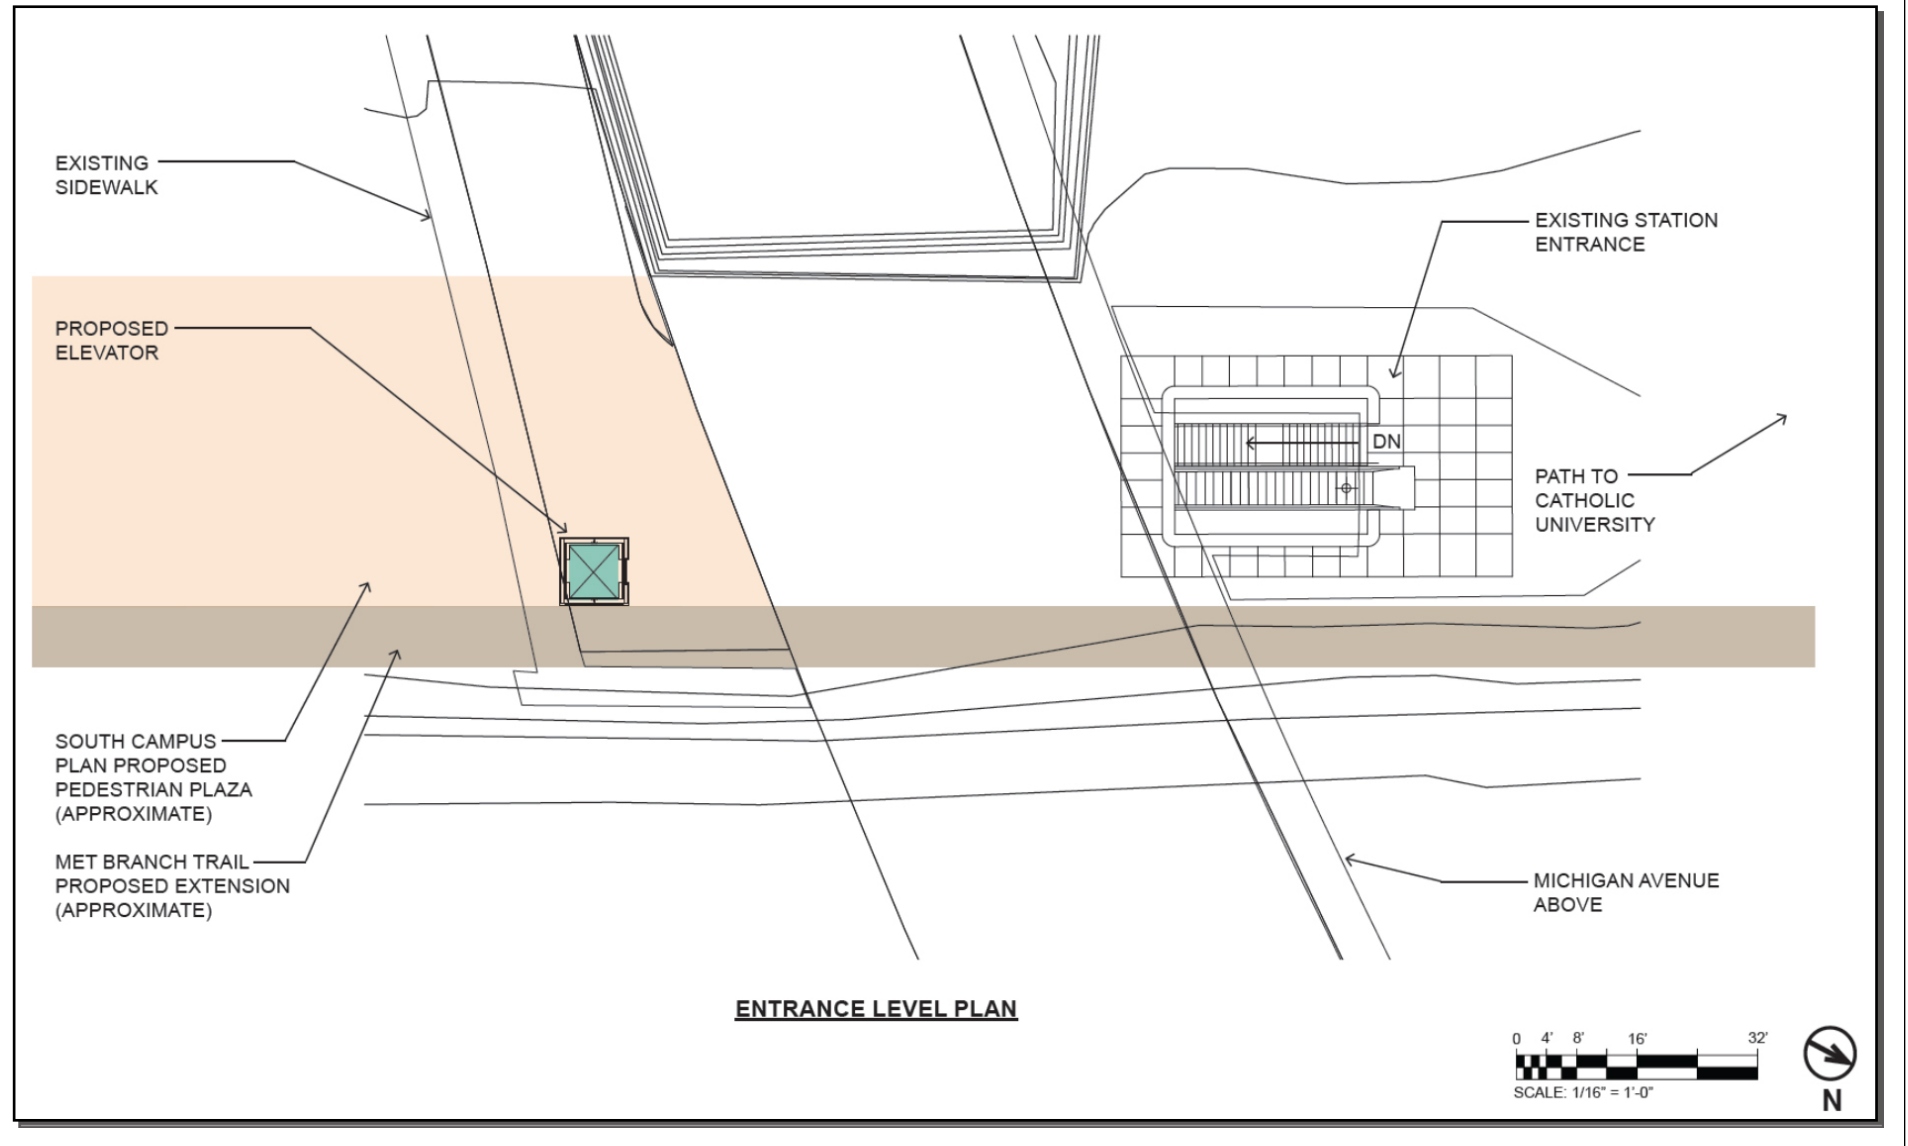 EXISTING
SIDEWALK
EXISTING STATION
ENTRANCE
PROPOSED
ELEVATOR
DN
PATH TO
CATHOLIC
UNIVERSITY
SOUTH CAMPUS
PLAN PROPOSED
PEDESTRIAN PLAZA
(APPROXIMATE)
MET BRANCH TRAIL
PROPOSED EXTENSION
(APPROXIMATE)
MICHIGAN AVENUE
ABOVE
ENTRANCE LEVEL PLAN
0 4' 8' 16' 32'
SCALE: 1/16" = 1'-0"
N